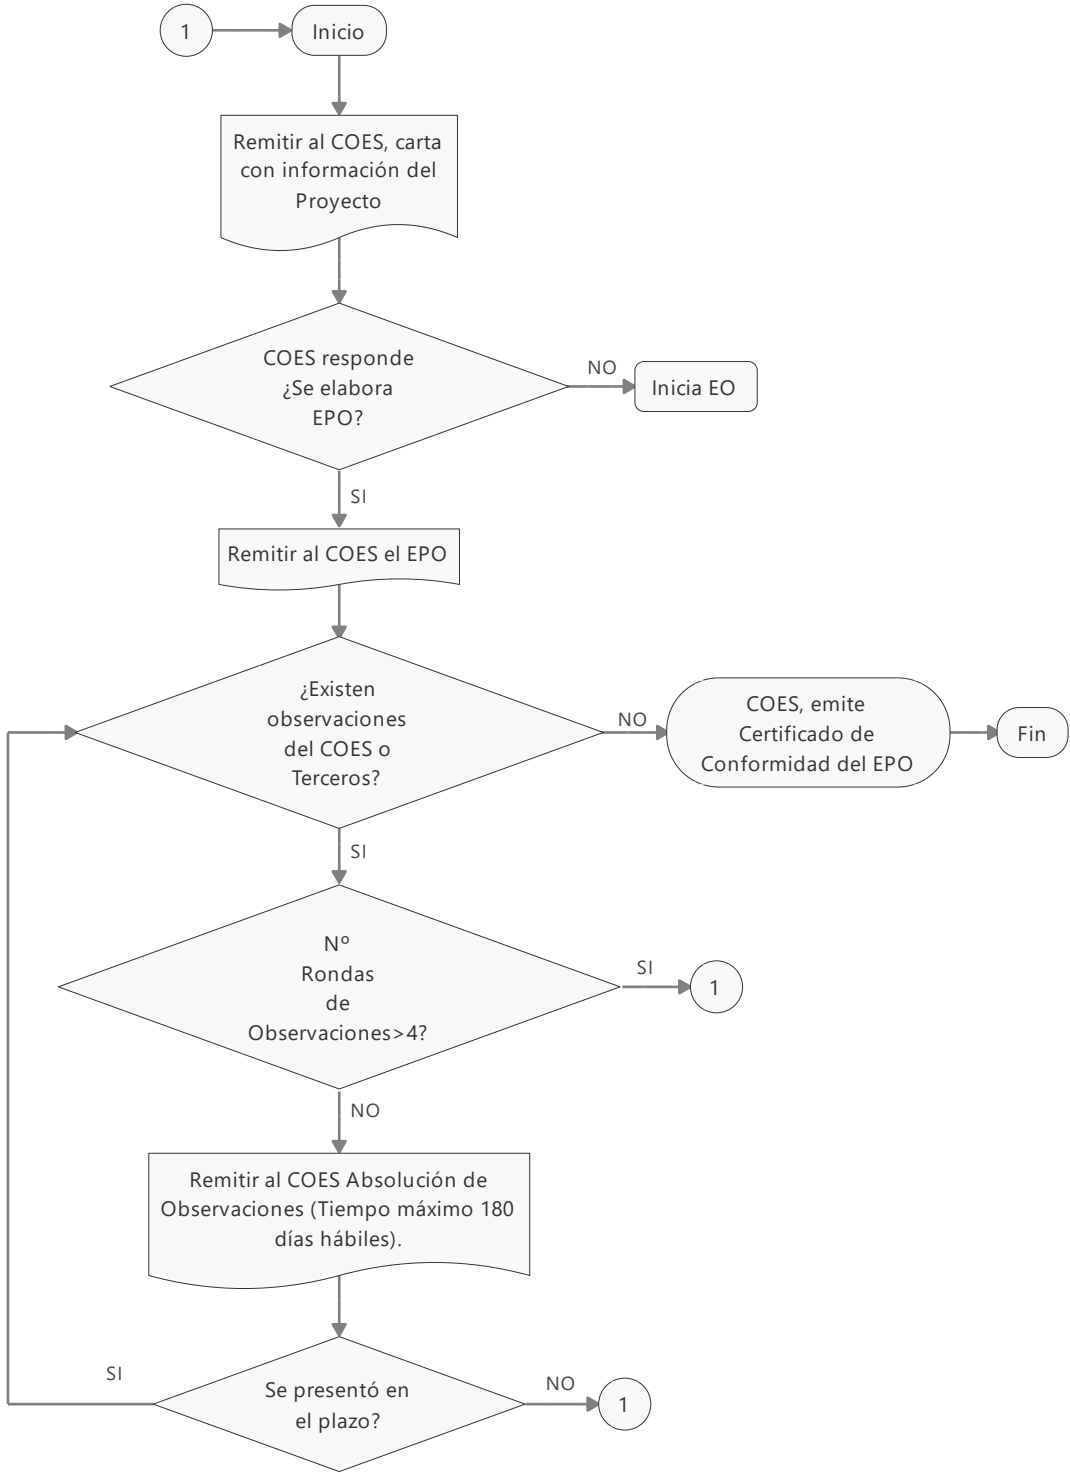 1
Inicio
Remitir al COES, carta
con información del
Proyecto
COES responde
¿Se elabora
EPO?
NO
Inicia EO
SI
Remitir al COES el EPO
¿Existen
observaciones
del COES o
Terceros?
NO
COES, emite
Certificado de
Conformidad del EPO
Fin
SI
Nº
Rondas
de
Observaciones>4?
SI
1
NO
Remitir al COES Absolución de
Observaciones (Tiempo máximo 180
días hábiles).
SI
Se presentó en
el plazo?
NO
1